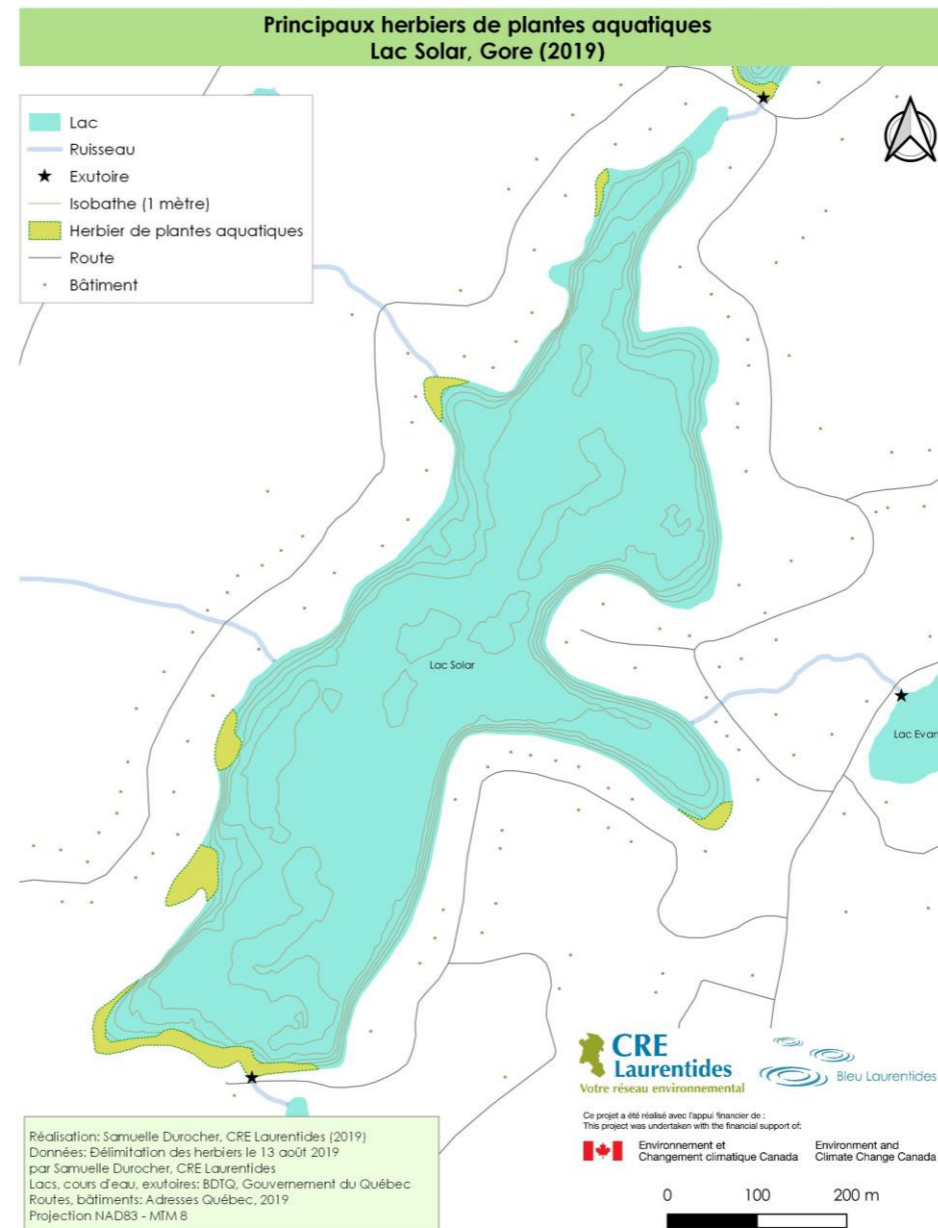 Principaux herbiers de plantes aquatiques
Lac Solar, Gore (2019)
Lac
Ruisseau
Exutoire
Isobathe (1 mètre)
Herbier de plantes aquatiques
Route
Bâtiment
Lac Solar
Lac Evan
CRE
Laurentides
Votre réseau environnemental
Bleu Laurentides
Ce projet a été réalisé avec l'appui financier de :
This project was undertaken with the financial support of:
Environnement et
Changement climatique Canada
Environment and
Climate Change Canada
Réalisation: Samuelle Durocher, CRE Laurentides (2019)
Données: Délimitation des herbiers le 13 août 2019
par Samuelle Durocher, CRE Laurentides
Lacs, cours d'eau, exutoires: BDTQ, Gouvernement du Québec
Routes, bâtiments: Adresses Québec, 2019
Projection NAD83 - MTM 8
0 100 200 m